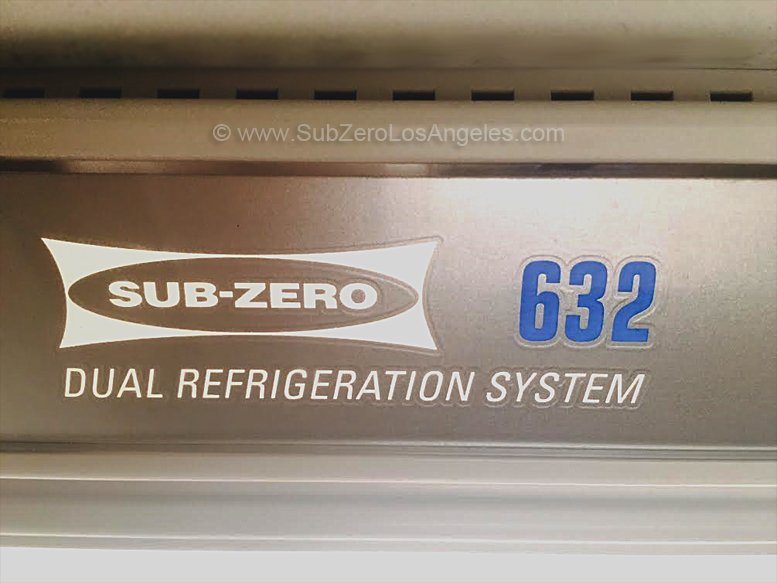 © www.SubZeroLosAngeles.com
SUB-ZERO 632
DUAL REFRIGERATION SYSTEM